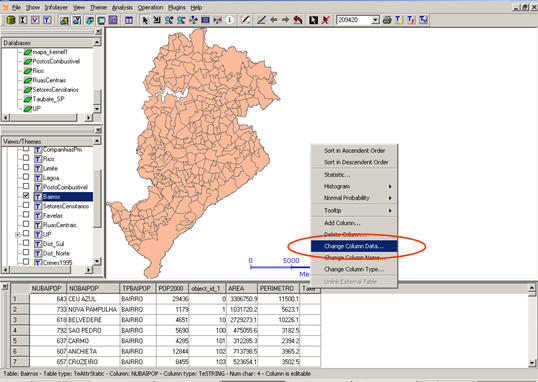 File Show Infolayer Theme Analysis Operation Plugins Help
209420
Databases
mapa_kernel1
PostosCombustivel
Rios
RuasCentrais
SetoresCensitarios
Taubate_SP
UP
Views/Themes
CompanhiasPm
Rios
Limite
Lagoa
PostoCombustivel
Bairros
SetoresCensitarios
Favelas
RuasCentrais
UP
Dist_Sul
Dist_Norte
Crimes1995
0 5000
Me
Sort in Ascendent Order
Sort in Descendent Order
Statistic...
Histogram
Normal Probability
Tooltip
Add Column...
Delete Column...
Change Column Data...
Change Column Name...
Change Column Type...
Unlink External Table
NUBAIPOP NOBAIPOP TPBAIPOP POP2000 object_id_1 AREA PERIMETRO Taxa
1 643 CEU AZUL BAIRRO 29436 0 3386750.9 11500.1
2 733 NOVA PAMPULHA BAIRRO 3171 1 1031720.2 5623.1
3 678 BELVEDERE BAIRRO 4651 10 2729273.1 10226.1
4 792 SAO PEDRO BAIRRO 5690 100 475055.6 3182.5
5 637 CARMO BAIRRO 4285 101 312285.3 2394.2
6 607 ANCHIETA BAIRRO 12844 102 713798.5 3965.2
7 657 CRUZEIRO BAIRRO 8455 103 523654.1 3502.5
Table: Bairros - Table type: TeAttrStatic - Column: NUBAIPOP - Column type: TeSTRING - Num char: 4 - Column is editable